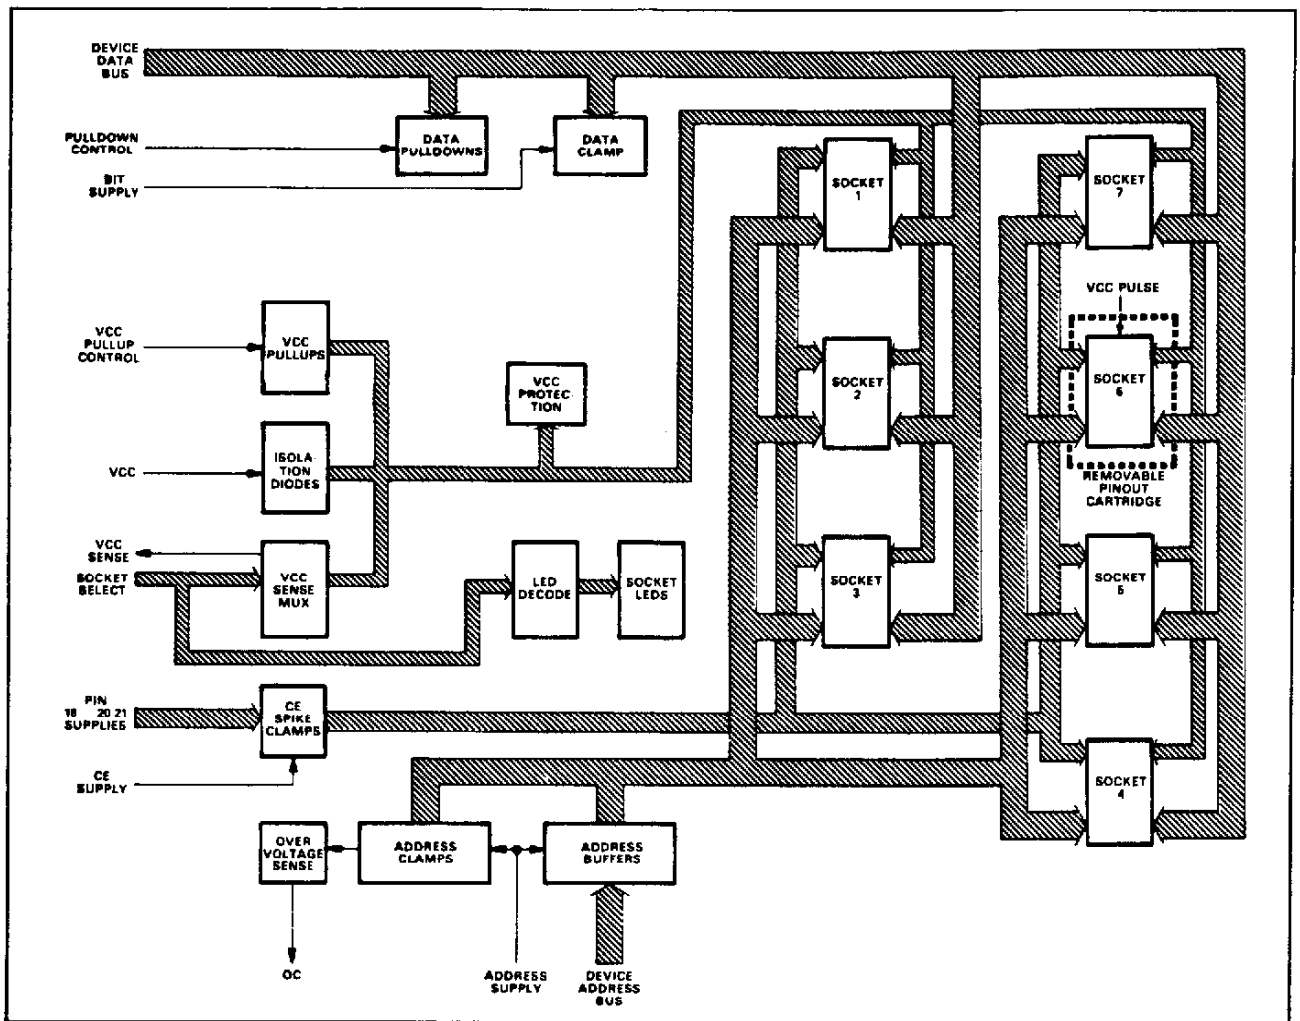 DEVICE
DATA
BUS
PULLDOWN
CONTROL
DATA
PULLDOWNS
DATA
CLAMP
BIT
SUPPLY
SOCKET
1
SOCKET
7
VCC PULSE
VCC
PULLUP
CONTROL
VCC
PULLUPS
VCC
PROTEC-
TION
SOCKET
2
SOCKET
6
REMOVABLE
PINOUT
CARTRIDGE
VCC
ISOLA-
TION
DIODES
VCC
SENSE
SOCKET
SELECT
VCC
SENSE
MUX
LED
DECODE
SOCKET
LEDS
SOCKET
3
SOCKET
5
PIN
18 20 21
SUPPLIES
CE
SPIKE
CLAMPS
CE
SUPPLY
SOCKET
4
OVER
VOLTAGE
SENSE
ADDRESS
CLAMPS
ADDRESS
BUFFERS
OC
ADDRESS
SUPPLY
DEVICE
ADDRESS
BUS